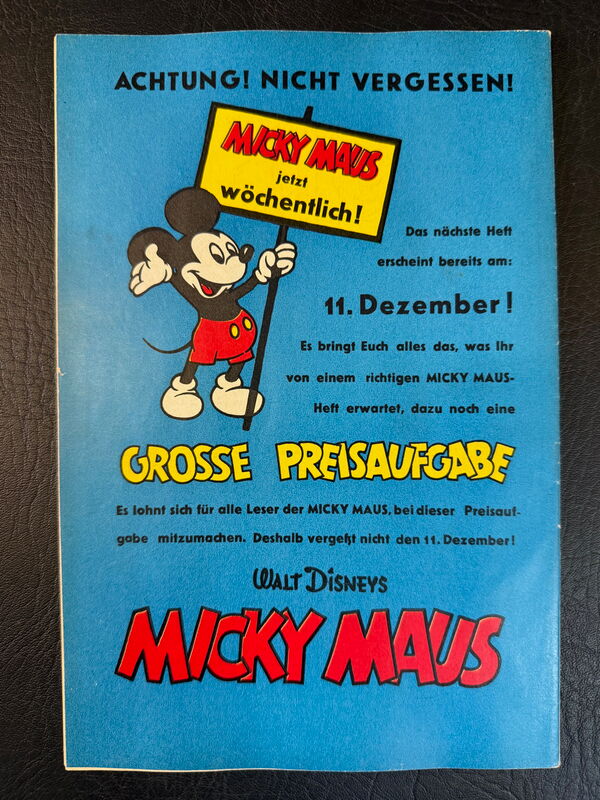 ACHTUNG! NICHT VERGESSEN!
MICKY MAUS
jetzt
wöchentlich!
Das nächste Heft
erscheint bereits am:
11. Dezember!
Es bringt Euch alles das, was Ihr
von einem richtigen MICKY MAUS-
Heft erwartet, dazu noch eine
GROSSE PREISAUFGABE
Es lohnt sich für alle Leser der MICKY MAUS, bei dieser Preisauf-
gabe mitzumachen. Deshalb vergeßt nicht den 11. Dezember!
WALT DISNEYS
MICKY MAUS